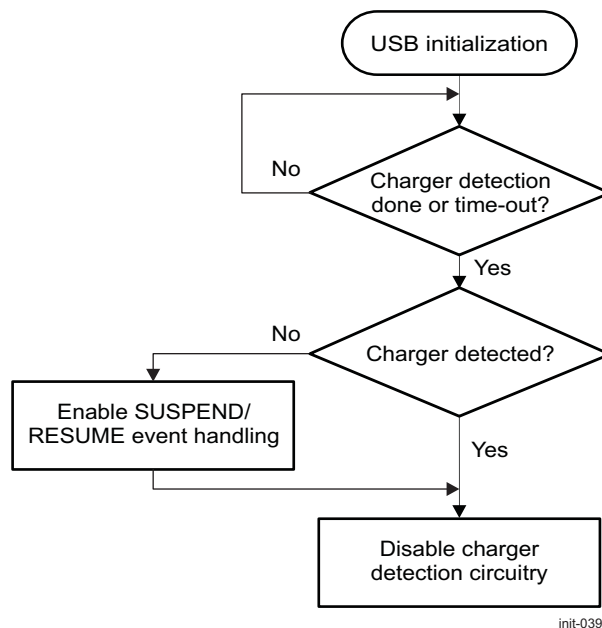 USB initialization
No
Charger detection
done or time-out?
Yes
No
Charger detected?
Enable SUSPEND/
RESUME event handling
Yes
Disable charger
detection circuitry
init-039